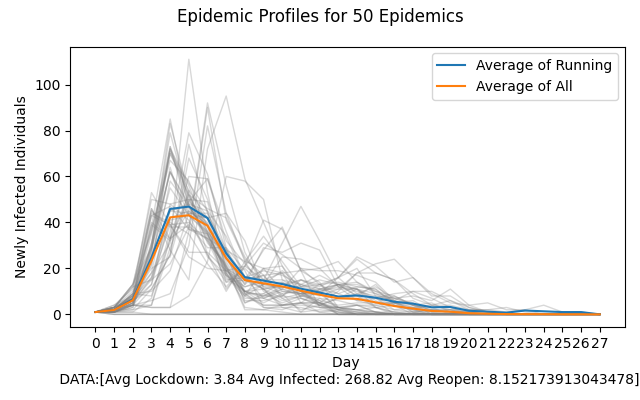 Epidemic Profiles for 50 Epidemics
Average of Running
Average of All
Newly Infected Individuals
100
80
60
40
20
0
0 1 2 3 4 5 6 7 8 9 10 11 12 13 14 15 16 17 18 19 20 21 22 23 24 25 26 27
Day
DATA:[Avg Lockdown: 3.84 Avg Infected: 268.82 Avg Reopen: 8.152173913043478]